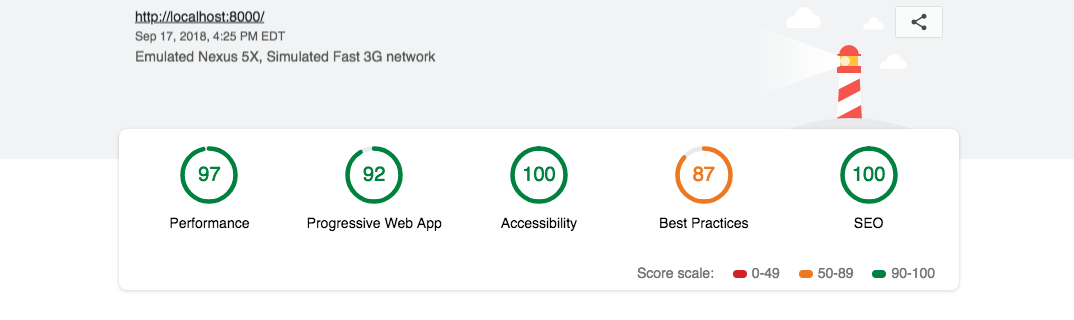 http://localhost:8000/
Sep 17, 2018, 4:25 PM EDT
Emulated Nexus 5X, Simulated Fast 3G network
97 92 100 87 100
Performance Progressive Web App Accessibility Best Practices SEO
Score scale: 0-49 50-89 90-100